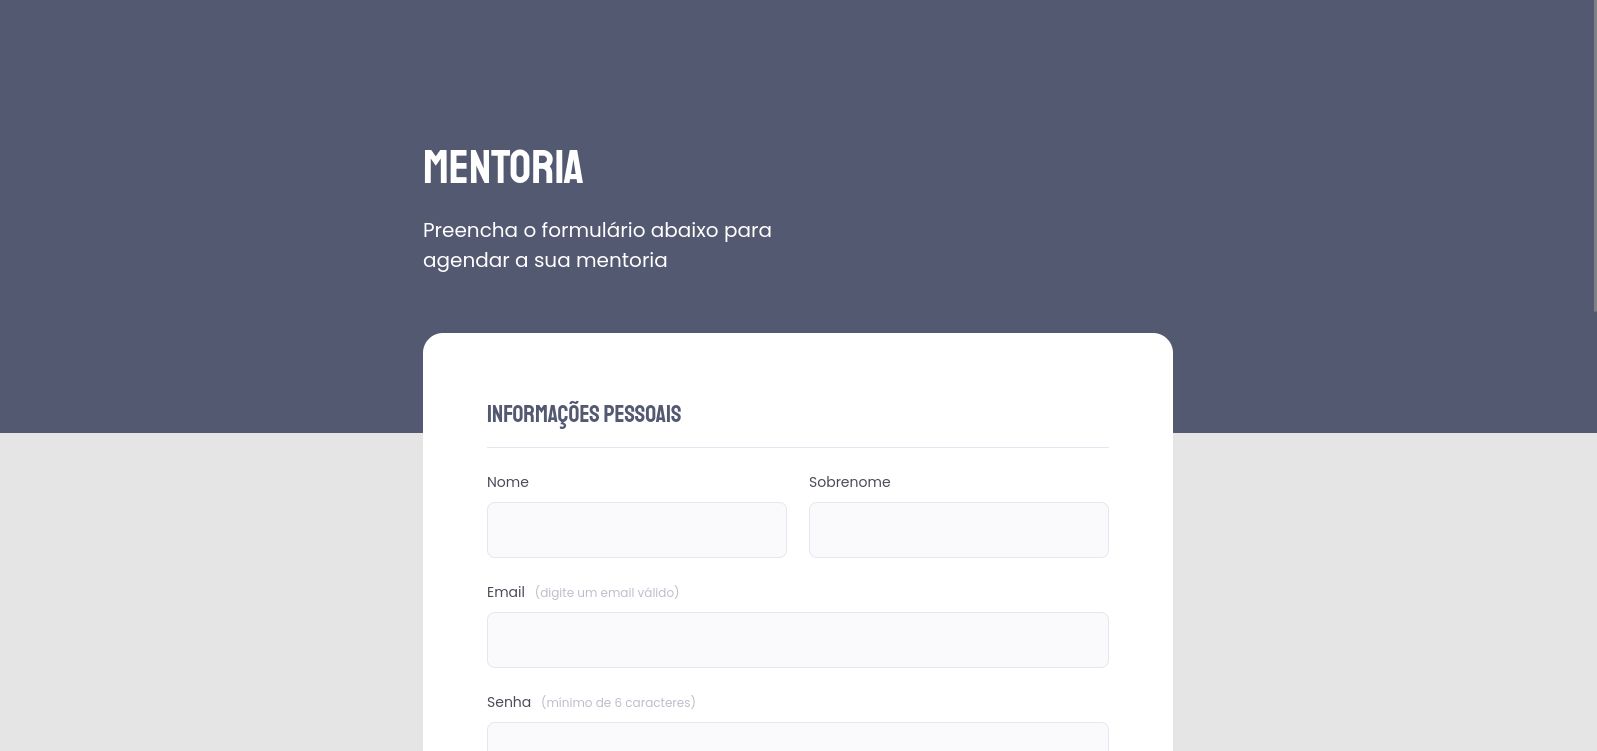 MENTORIA
Preencha o formulário abaixo para
agendar a sua mentoria
INFORMAÇÕES PESSOAIS
Nome
Sobrenome
Email (digite um email válido)
Senha (mínimo de 6 caracteres)